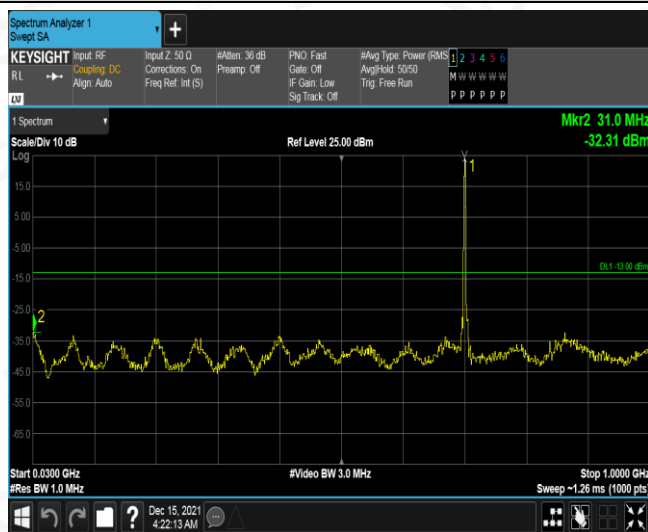 Spectrum Analyzer 1
Swept SA
+
KEYSIGHT
RL
LXI
Input: RF
Coupling: DC
Align: Auto
Input Z: 50 Ω
Corrections: On
Freq Ref: Int (S)
#Atten: 36 dB
Preamp: Off
PNO: Fast
Gate: Off
IF Gain: Low
Sig Track: Off
#Avg Type: Power (RMS
Avg|Hold: 50/50
Trig: Free Run
1 2 3 4 5 6
M W W W W W
P P P P P P
1 Spectrum
Scale/Div 10 dB
Ref Level 25.00 dBm
Mkr2 31.0 MHz
-32.31 dBm
Log
1
15.0
5.00
-5.00
DL1 -13.00 dBm
-15.0
-25.0
2
-35.0
-45.0
-55.0
-65.0
Start 0.0300 GHz
#Res BW 1.0 MHz
#Video BW 3.0 MHz
Stop 1.0000 GHz
Sweep ~1.26 ms (1000 pts)
?
Dec 15, 2021
4:22:13 AM